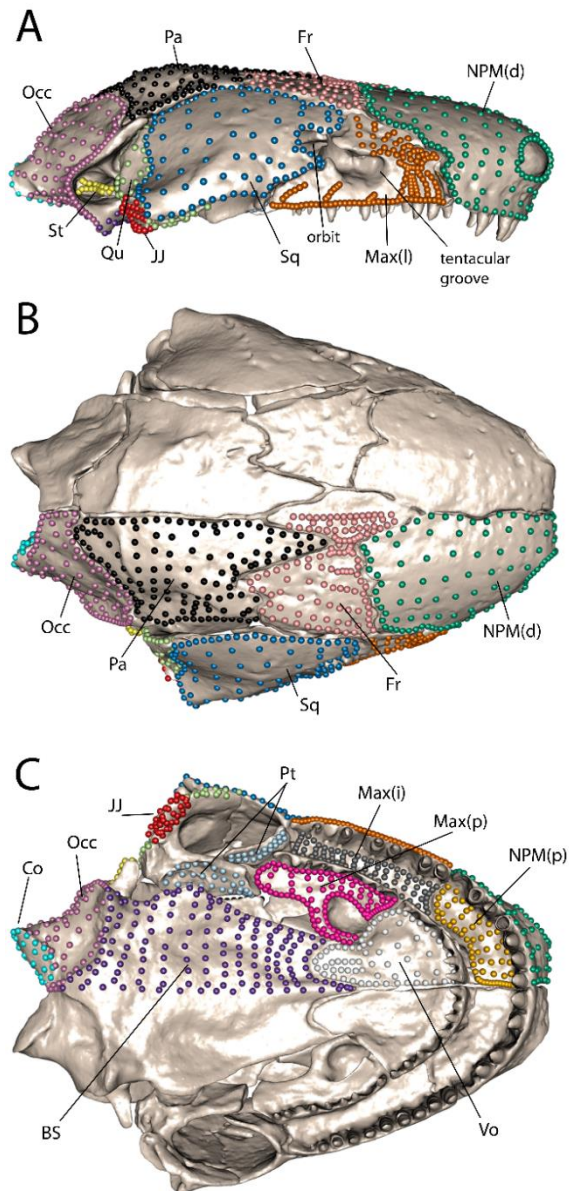 A
Pa
Fr
NPM(d)
Occ
St
Qu
JJ
Sq
orbit
Max(l)
tentacular
groove
B
Occ
Pa
Sq
Fr
NPM(d)
C
Pt
Max(i)
JJ
Max(p)
Occ
NPM(p)
Co
BS
Vo